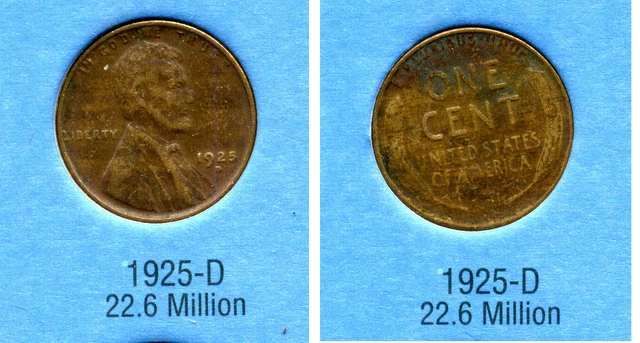 IN GOD WE TRUST
LIBERTY
1925
D
1925-D
22.6 Million
ONE
CENT
UNITED STATES
OF AMERICA
1925-D
22.6 Million